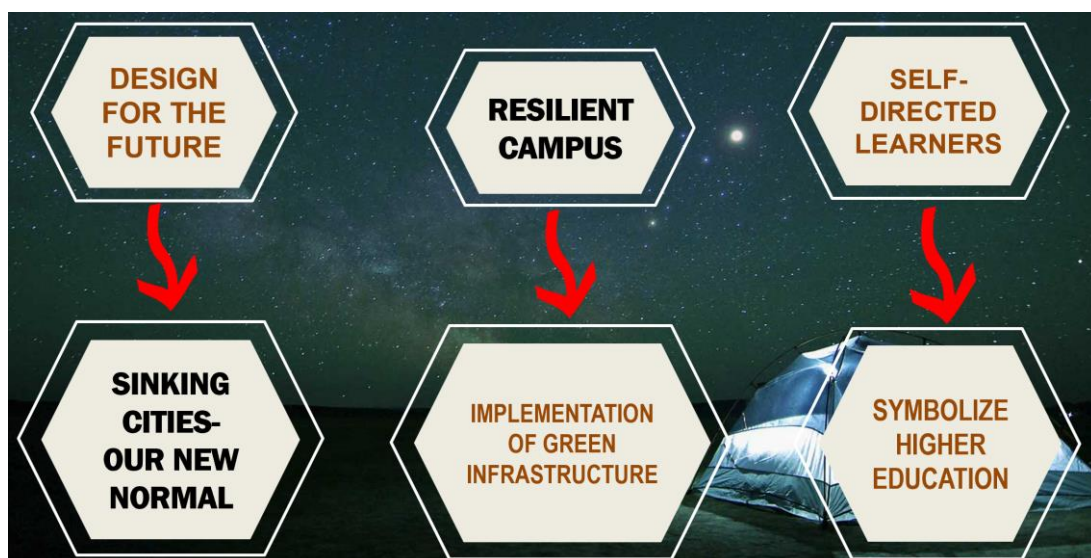 DESIGN
FOR THE
FUTURE
RESILIENT
CAMPUS
SELF-
DIRECTED
LEARNERS
SINKING
CITIES-
OUR NEW
NORMAL
IMPLEMENTATION
OF GREEN
INFRASTRUCTURE
SYMBOLIZE
HIGHER
EDUCATION